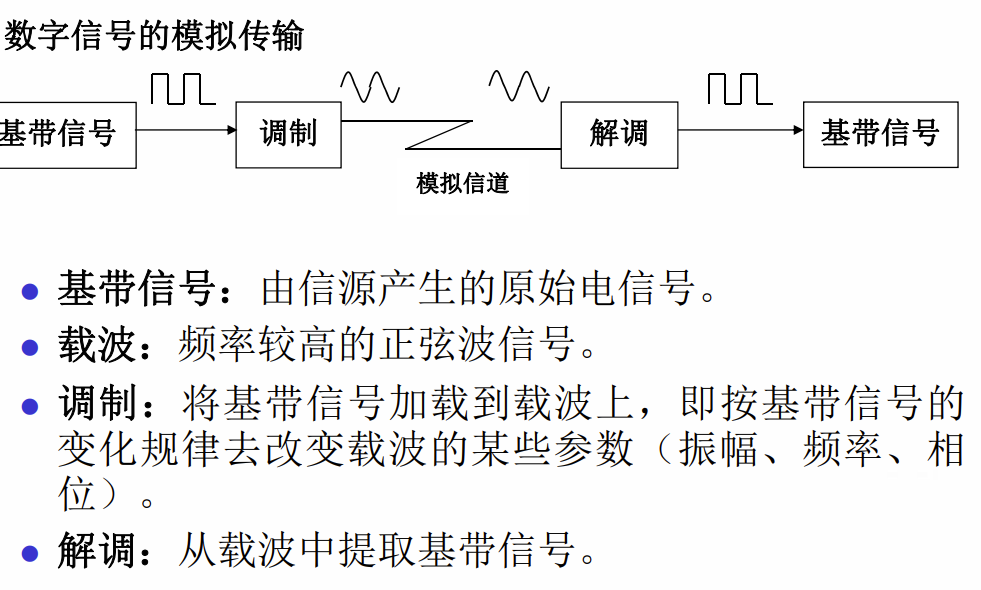 数字信号的模拟传输
基带信号
调制
解调
基带信号
模拟信道
基带信号：由信源产生的原始电信号。
载波：频率较高的正弦波信号。
调制：将基带信号加载到载波上，即按基带信号的
变化规律去改变载波的某些参数（振幅、频率、相
位）。
解调：从载波中提取基带信号。